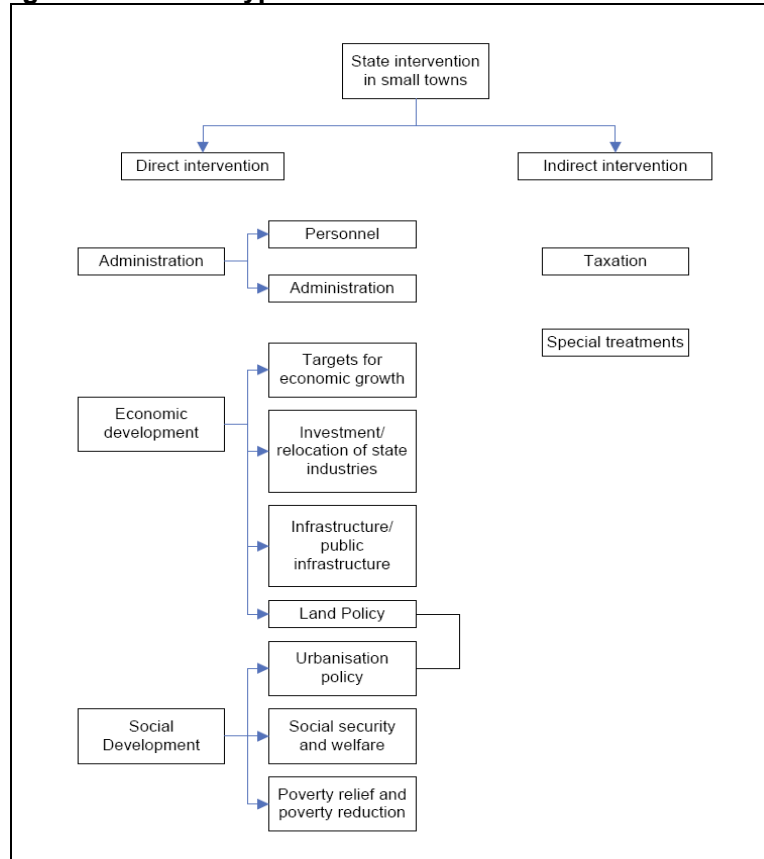 State intervention
in small towns
Direct intervention
Indirect intervention
Personnel
Administration
Taxation
Administration
Special treatments
Targets for
economic growth
Economic
development
Investment/
relocation of state
industries
Infrastructure/
public
infrastructure
Land Policy
Urbanisation
policy
Social
Development
Social security
and welfare
Poverty relief and
poverty reduction